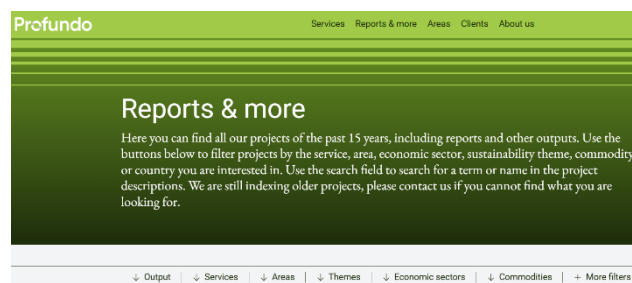 Profundo
Services Reports & more Areas Clients About us
Reports & more
Here you can find all our projects of the past 15 years, including reports and other outputs. Use the
buttons below to filter projects by the service, area, economic sector, sustainability theme, commodity
or country you are interested in. Use the search field to search for a term or name in the project
descriptions. We are still indexing older projects, please contact us if you cannot find what you are
looking for.
↓ Output | ↓ Services | ↓ Areas | ↓ Themes | ↓ Economic sectors | ↓ Commodities | + More filters